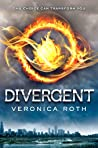 ONE CHOICE CAN TRANSFORM YOU
DIVERGENT
VERONICA ROTH